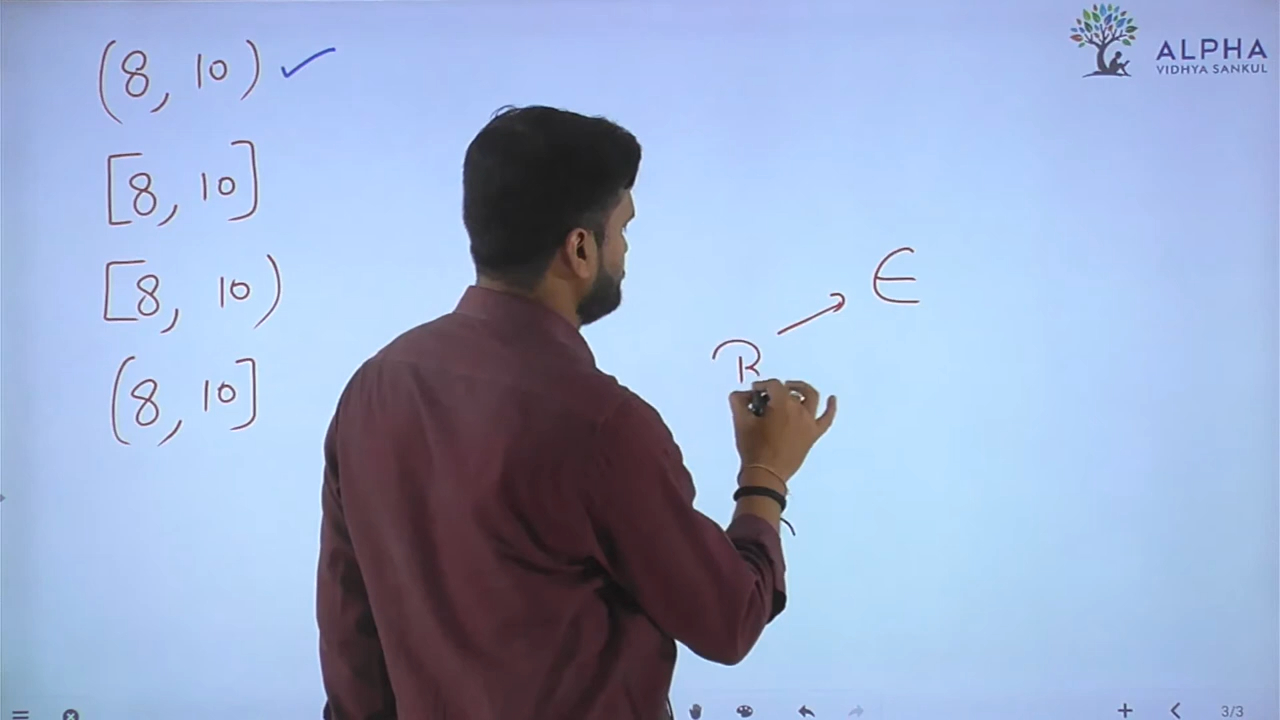 (8, 10) ✓
[8, 10]
[8, 10)
(8, 10]
R → E
ALPHA
VIDHYA SANKUL
3/3